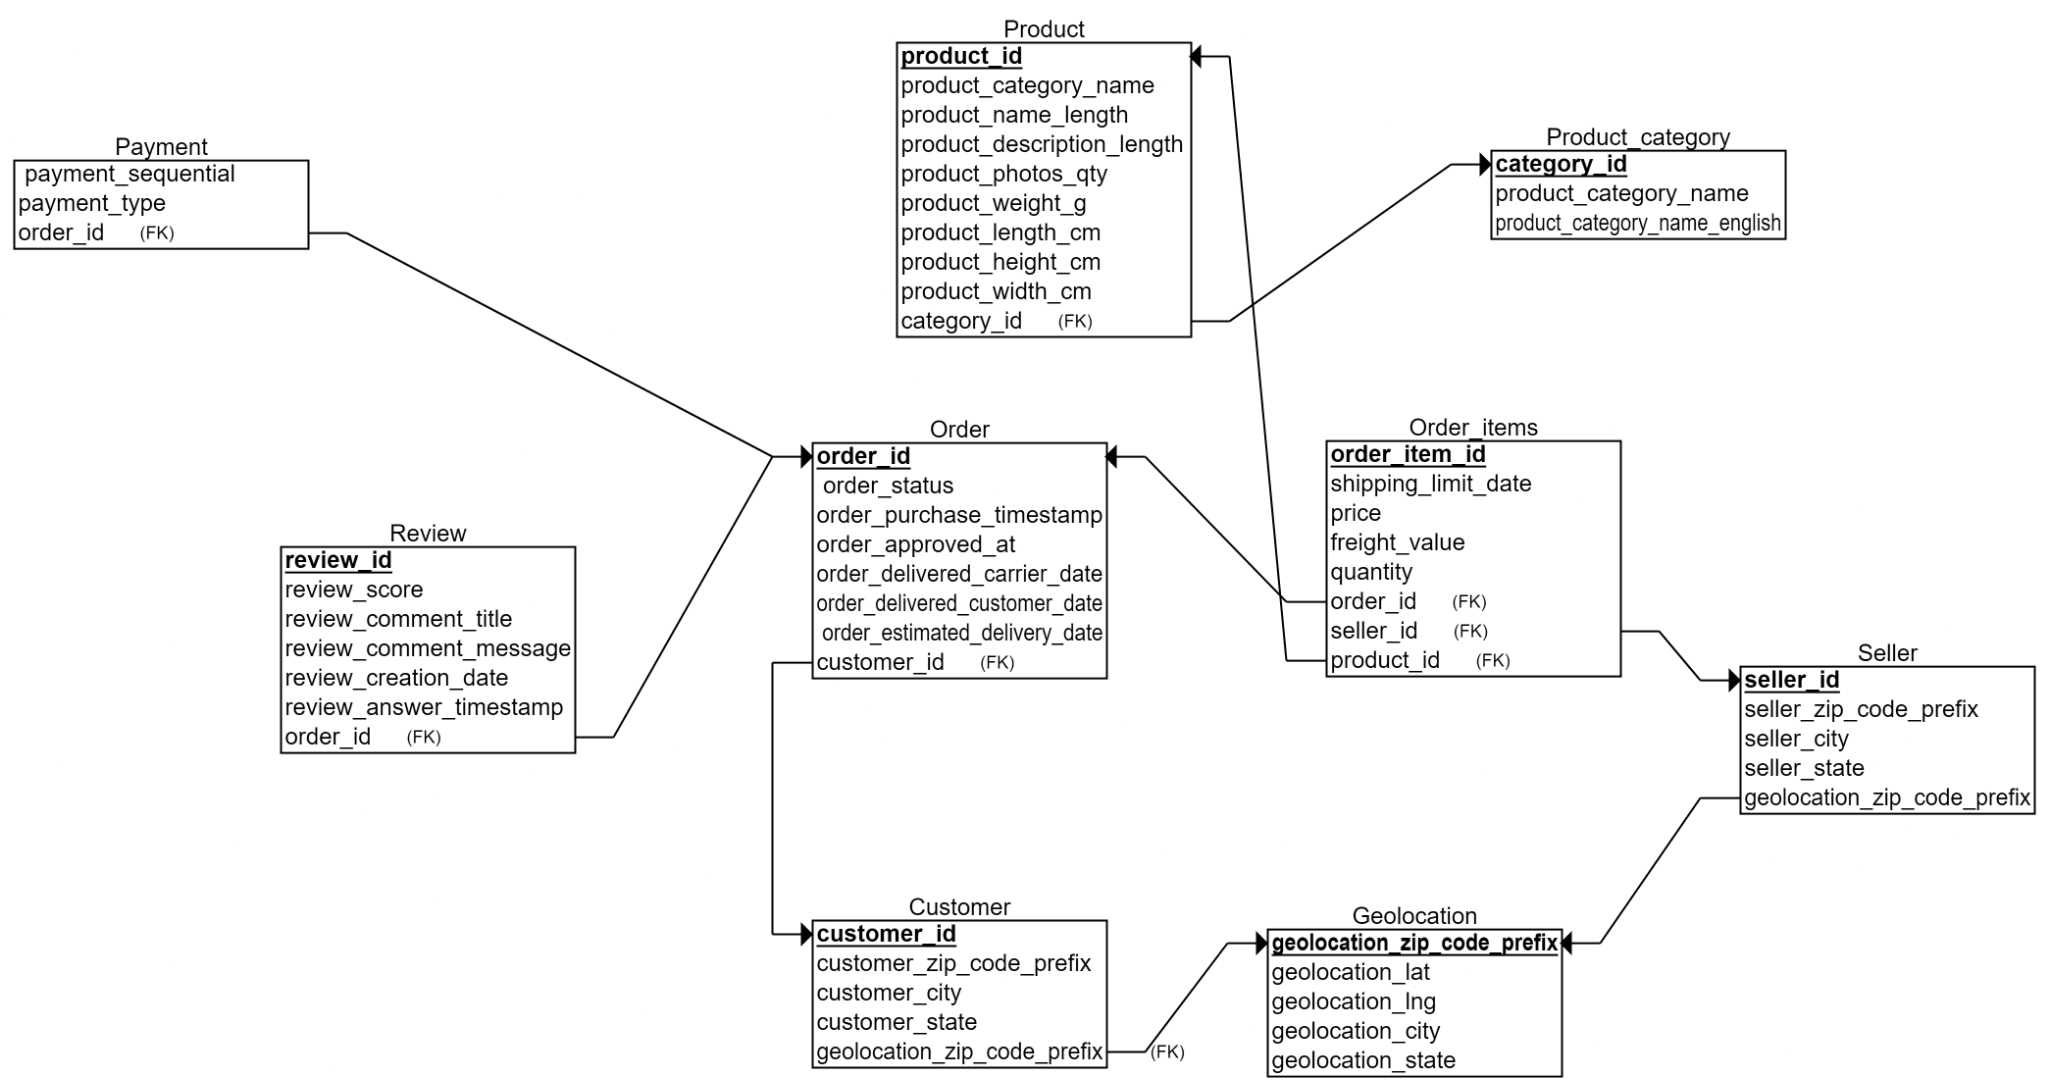 Product
product_id
product_category_name
product_name_length
product_description_length
product_photos_qty
product_weight_g
product_length_cm
product_height_cm
product_width_cm
category_id (FK)
Product_category
category_id
product_category_name
product_category_name_english
Payment
payment_sequential
payment_type
order_id (FK)
Order
order_id
order_status
order_purchase_timestamp
order_approved_at
order_delivered_carrier_date
order_delivered_customer_date
order_estimated_delivery_date
customer_id (FK)
Order_items
order_item_id
shipping_limit_date
price
freight_value
quantity
order_id (FK)
seller_id (FK)
product_id (FK)
Review
review_id
review_score
review_comment_title
review_comment_message
review_creation_date
review_answer_timestamp
order_id (FK)
Seller
seller_id
seller_zip_code_prefix
seller_city
seller_state
geolocation_zip_code_prefix
Customer
customer_id
customer_zip_code_prefix
customer_city
customer_state
geolocation_zip_code_prefix (FK)
Geolocation
geolocation_zip_code_prefix
geolocation_lat
geolocation_lng
geolocation_city
geolocation_state